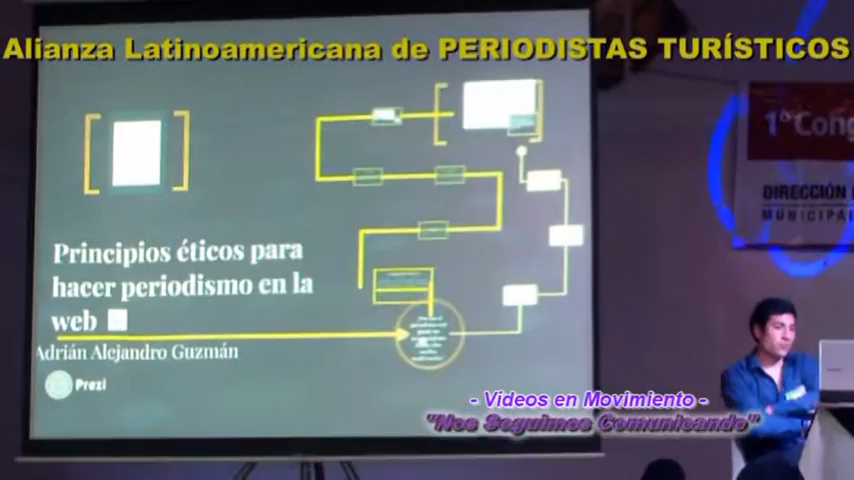 Alianza Latinoamericana de PERIODISTAS TURÍSTICOS
1° Cong
DIRECCIÓN
MUNICIPA
Principios éticos para
hacer periodismo en la
web
Adrián Alejandro Guzmán
Prezi
- Vídeos en Movimiento -
"Nos Seguimos Comunicando"